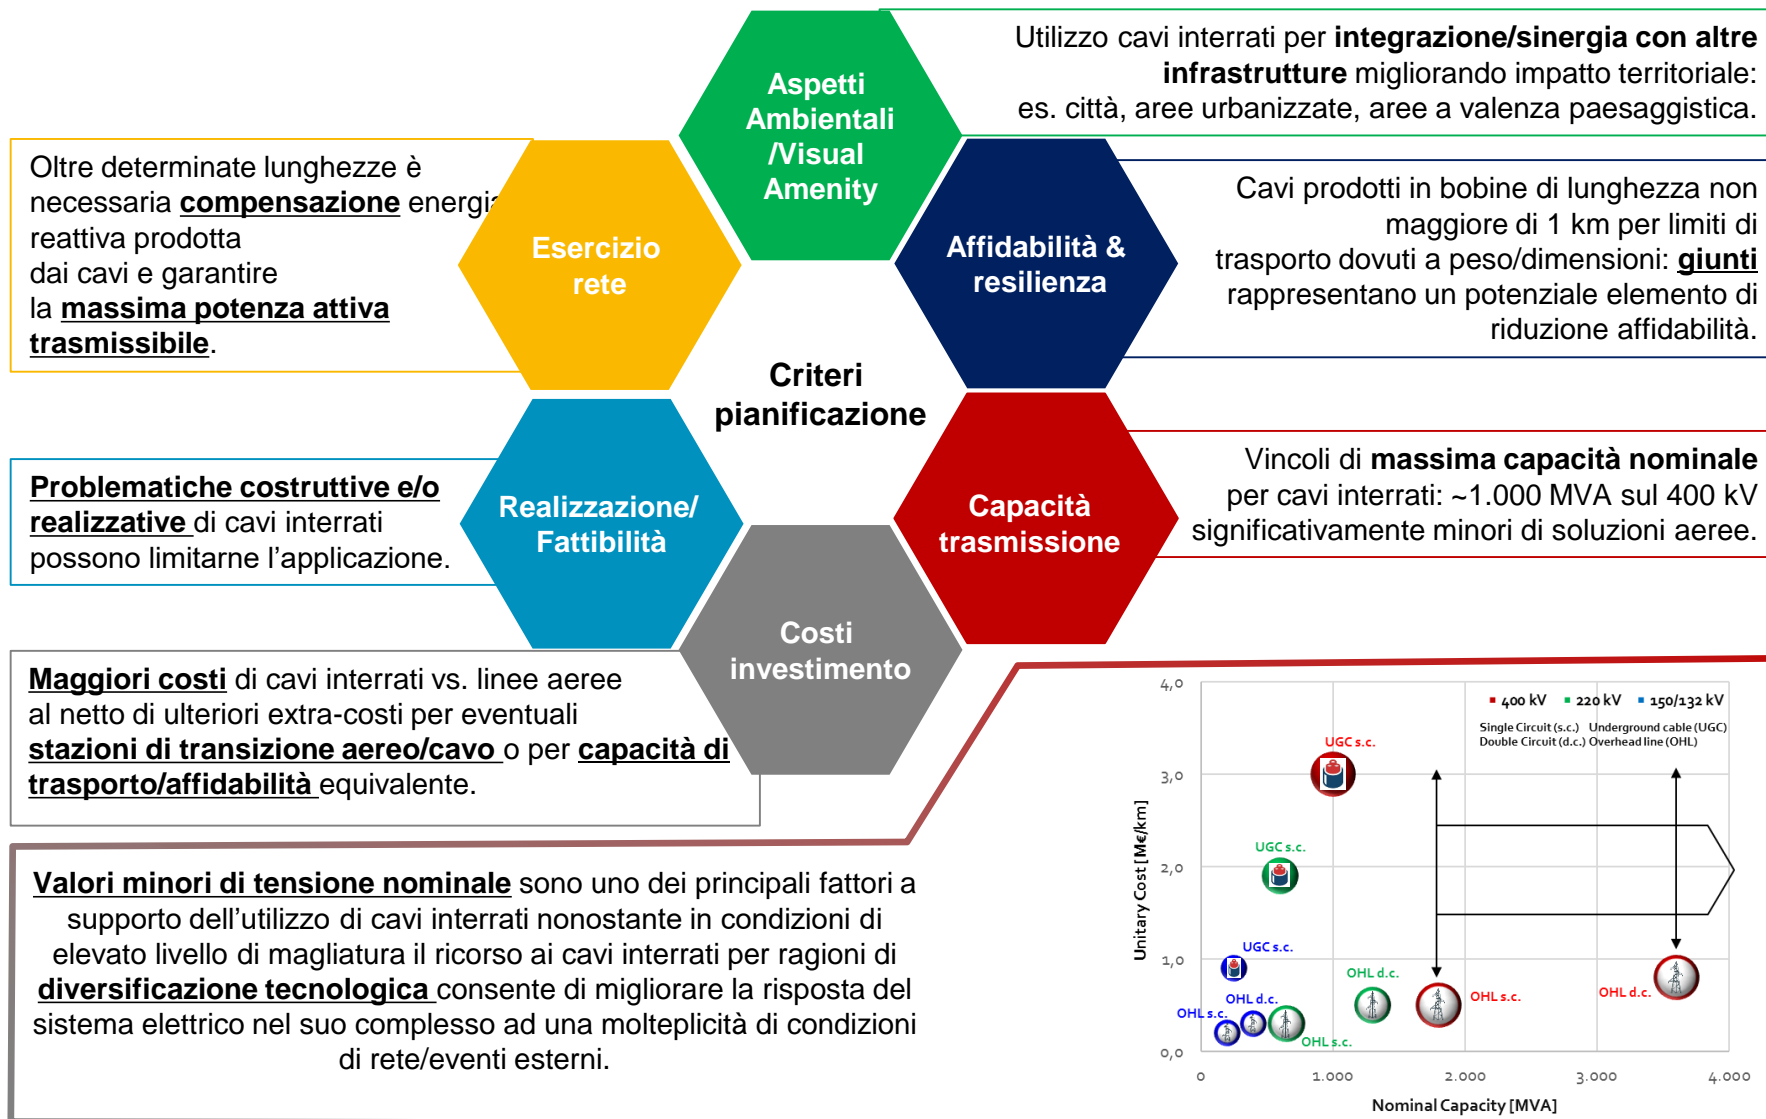 Aspetti
Ambientali
/Visual
Amenity
Utilizzo cavi interrati per integrazione/sinergia con altre
infrastrutture migliorando impatto territoriale:
es. città, aree urbanizzate, aree a valenza paesaggistica.
Oltre determinate lunghezze è
necessaria compensazione energia
reattiva prodotta
dai cavi e garantire
la massima potenza attiva
trasmissibile.
Esercizio
rete
Affidabilità &
resilienza
Cavi prodotti in bobine di lunghezza non
maggiore di 1 km per limiti di
trasporto dovuti a peso/dimensioni: giunti
rappresentano un potenziale elemento di
riduzione affidabilità.
Criteri
pianificazione
Problematiche costruttive e/o
realizzative di cavi interrati
possono limitarne l’applicazione.
Realizzazione/
Fattibilità
Capacità
trasmissione
Vincoli di massima capacità nominale
per cavi interrati: ~1.000 MVA sul 400 kV
significativamente minori di soluzioni aeree.
Costi
investimento
Maggiori costi di cavi interrati vs. linee aeree
al netto di ulteriori extra-costi per eventuali
stazioni di transizione aereo/cavo o per capacità di
trasporto/affidabilità equivalente.
Valori minori di tensione nominale sono uno dei principali fattori a
supporto dell’utilizzo di cavi interrati nonostante in condizioni di
elevato livello di magliatura il ricorso ai cavi interrati per ragioni di
diversificazione tecnologica consente di migliorare la risposta del
sistema elettrico nel suo complesso ad una molteplicità di condizioni
di rete/eventi esterni.
400 kV 220 kV 150/132 kV
Single Circuit (s.c.) Underground cable (UGC)
Double Circuit (d.c.) Overhead line (OHL)
Unitary Cost [M€/km]
4,0
3,0
2,0
1,0
0,0
UGC s.c.
UGC s.c.
UGC s.c.
OHL d.c.
OHL s.c.
OHL d.c.
OHL s.c.
OHL s.c.
OHL d.c.
0 1.000 2.000 3.000 4.000
Nominal Capacity [MVA]